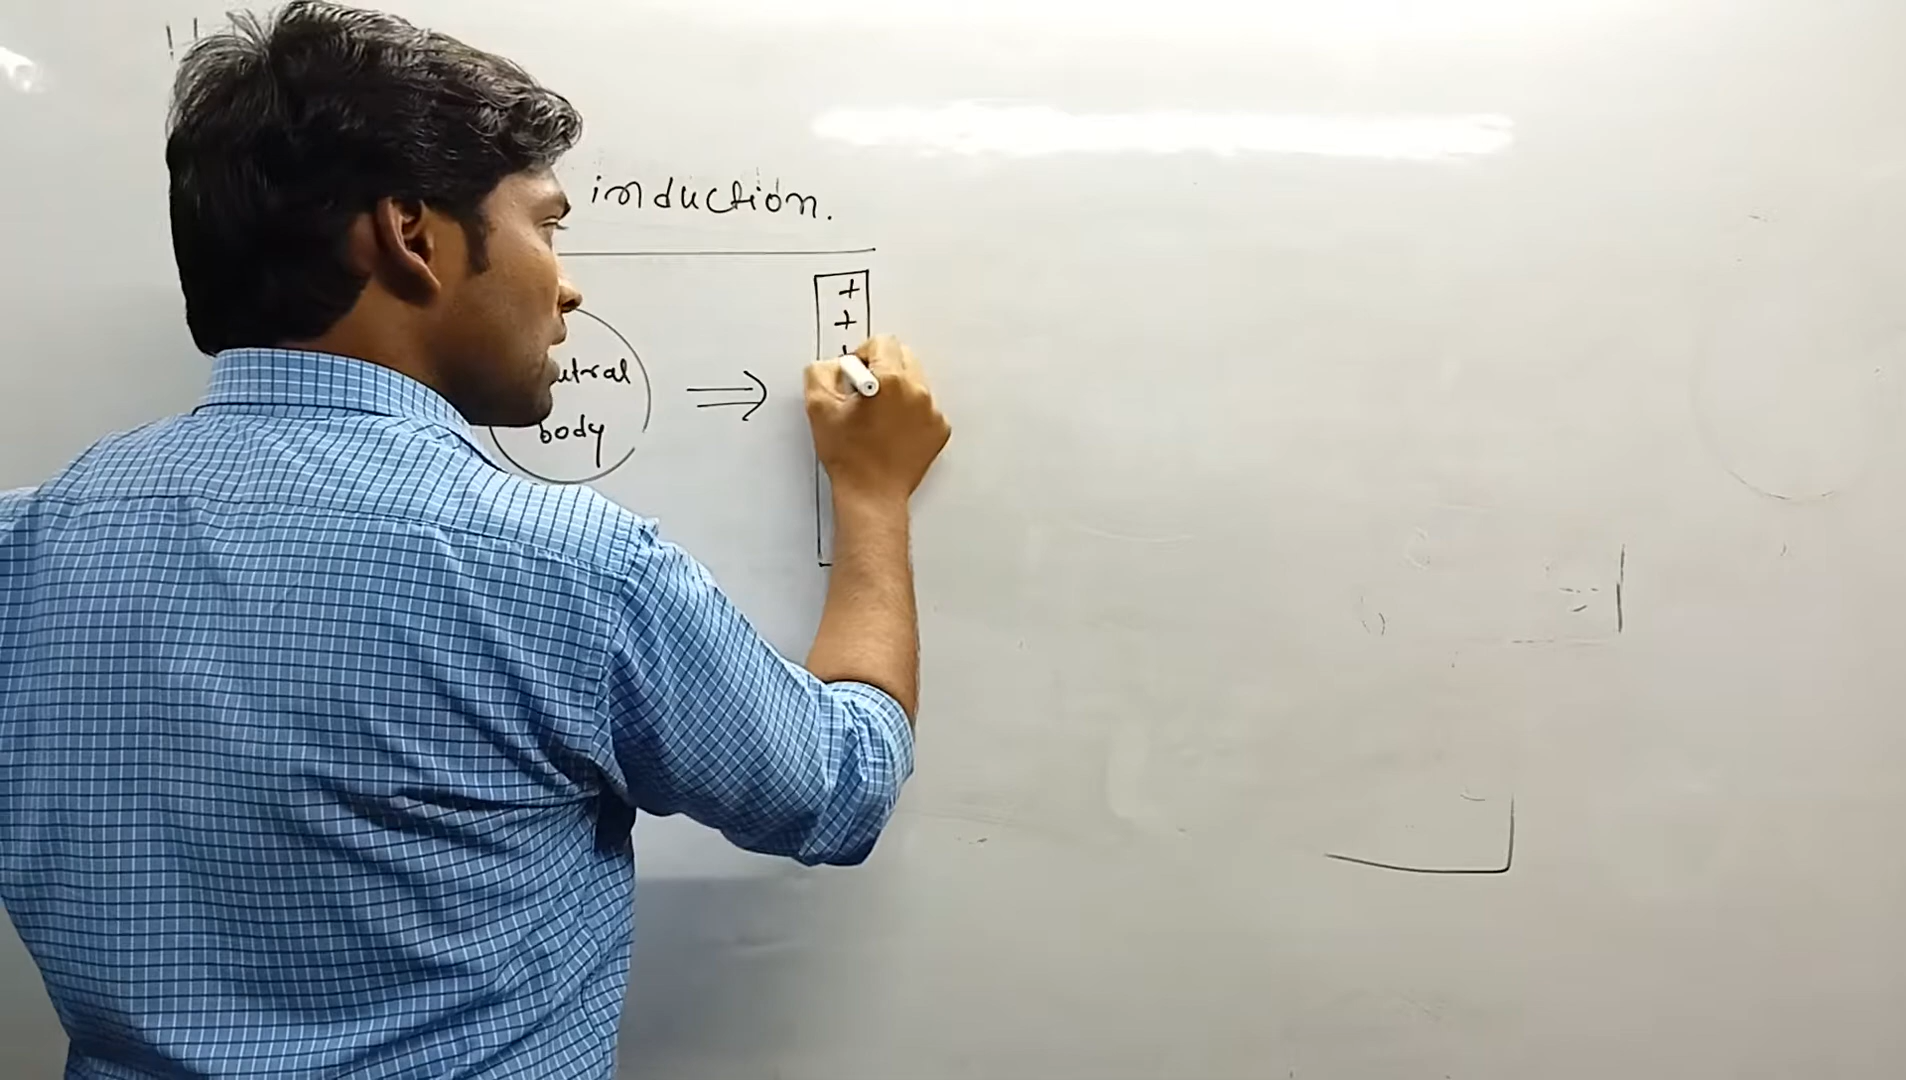 induction.
+
+
utral
body